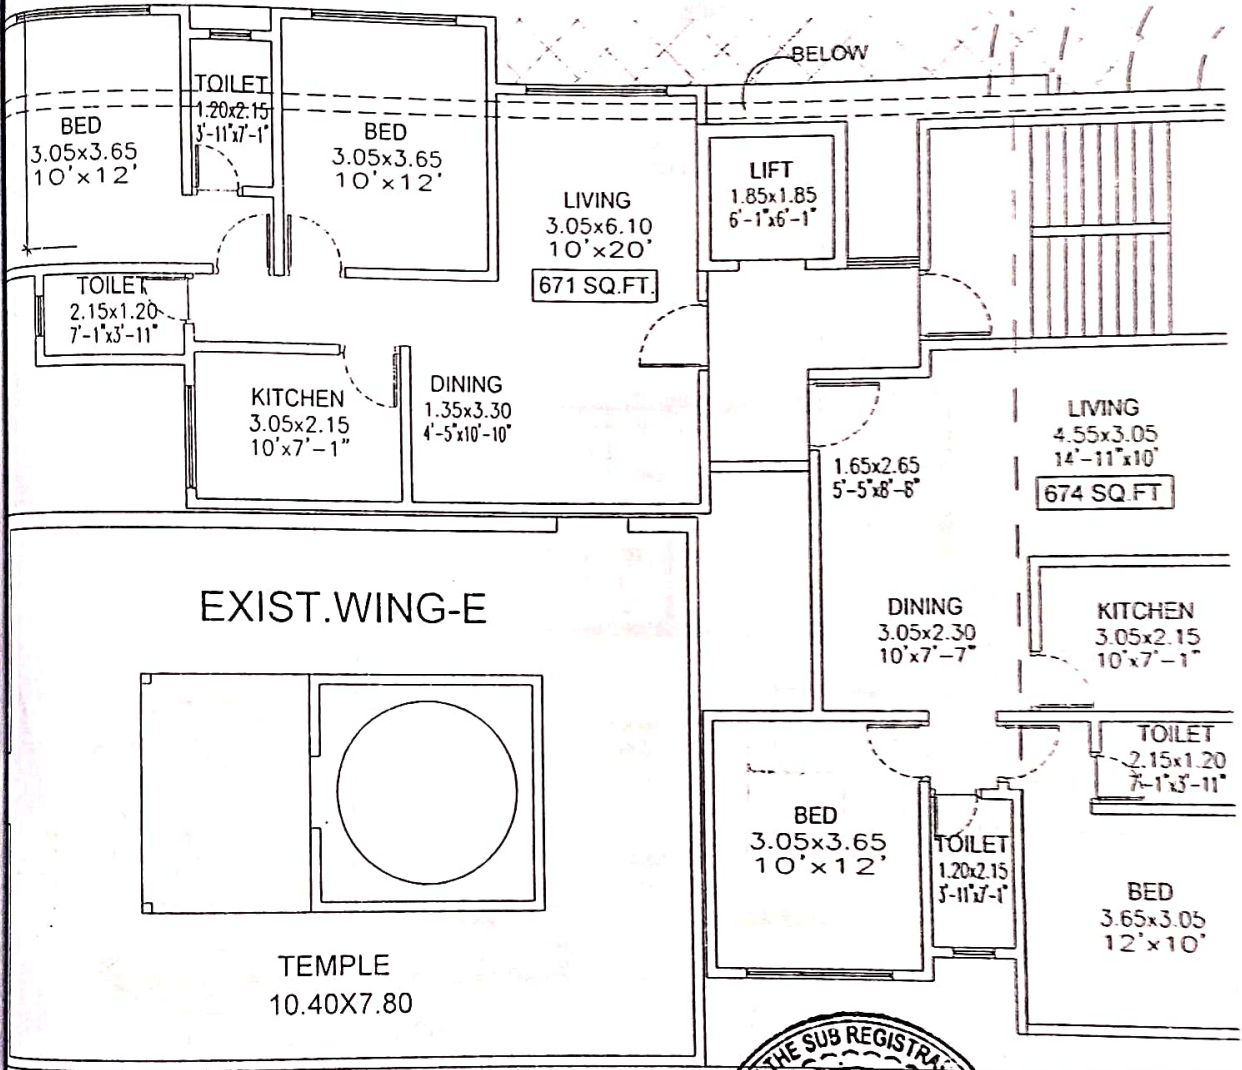 BELOW
TOILET
1.20x2.15
3'-11"x7'-1"
BED
3.05x3.65
10'x12'
BED
3.05x3.65
10'x12'
LIVING
3.05x6.10
10'x20'
671 SQ.FT.
LIFT
1.85x1.85
6'-1"x6'-1"
TOILET
2.15x1.20
7'-1"x3'-11"
KITCHEN
3.05x2.15
10'x7'-1"
DINING
1.35x3.30
4'-5"x10'-10"
LIVING
4.55x3.05
14'-11"x10'
674 SQ.FT
1.65x2.65
5'-5"x8'-8"
EXIST.WING-E
DINING
3.05x2.30
10'x7'-7"
KITCHEN
3.05x2.15
10'x7'-1"
TOILET
2.15x1.20
7'-1"x3'-11"
BED
3.05x3.65
10'x12'
TOILET
1.20x2.15
3'-11"x7'-1"
BED
3.65x3.05
12'x10'
TEMPLE
10.40X7.80
THE SUB